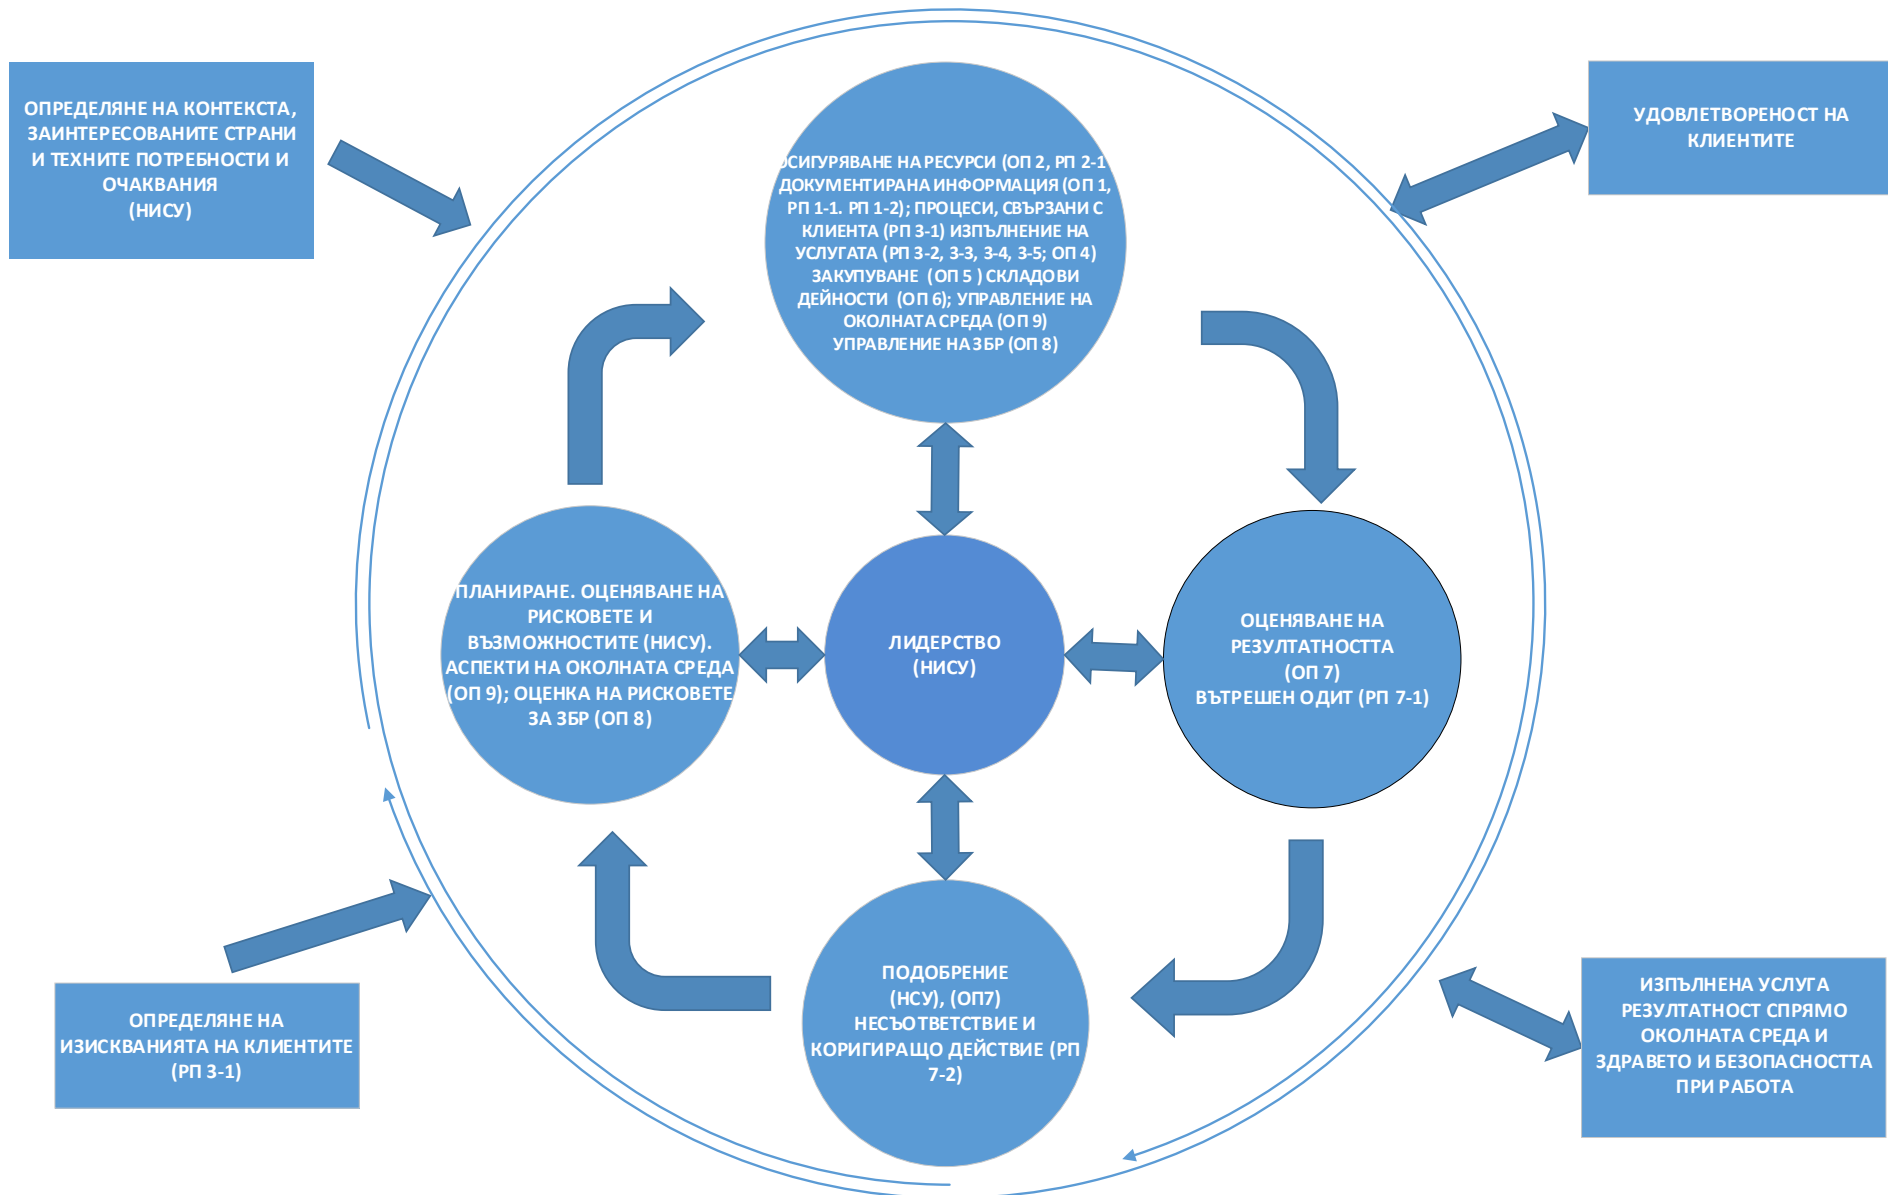 ОПРЕДЕЛЯНЕ НА КОНТЕКСТА,
ЗАИНТЕРЕСОВАНИТЕ СТРАНИ
И ТЕХНИТЕ ПОТРЕБНОСТИ И
ОЧАКВАНИЯ
(НИСУ)
ОСИГУРЯВАНЕ НА РЕСУРСИ (ОП 2, РП 2-1
ДОКУМЕНТИРАНА ИНФОРМАЦИЯ (ОП 1,
РП 1-1. РП 1-2); ПРОЦЕСИ, СВЪРЗАНИ С
КЛИЕНТА (РП 3-1) ИЗПЪЛНЕНИЕ НА
УСЛУГАТА (РП 3-2, 3-3, 3-4, 3-5; ОП 4)
ЗАКУПУВАНЕ (ОП 5 ) СКЛАДОВИ
ДЕЙНОСТИ (ОП 6); УПРАВЛЕНИЕ НА
ОКОЛНАТА СРЕДА (ОП 9)
УПРАВЛЕНИЕ НА ЗБР (ОП 8)
УДОВЛЕТВОРЕНОСТ НА
КЛИЕНТИТЕ
ПЛАНИРАНЕ. ОЦЕНЯВАНЕ НА
РИСКОВЕТЕ И
ВЪЗМОЖНОСТИТЕ (НИСУ).
АСПЕКТИ НА ОКОЛНАТА СРЕДА
(ОП 9); ОЦЕНКА НА РИСКОВЕТЕ
ЗА ЗБР (ОП 8)
ЛИДЕРСТВО
(НИСУ)
ОЦЕНЯВАНЕ НА
РЕЗУЛТАТНОСТТА
(ОП 7)
ВЪТРЕШЕН ОДИТ (РП 7-1)
ПОДОБРЕНИЕ
(НСУ), (ОП7)
НЕСЪОТВЕТСТВИЕ И
КОРИГИРАЩО ДЕЙСТВИЕ (РП
7-2)
ОПРЕДЕЛЯНЕ НА
ИЗИСКВАНИЯТА НА КЛИЕНТИТЕ
(РП 3-1)
ИЗПЪЛНЕНА УСЛУГА
РЕЗУЛТАТНОСТ СПРЯМО
ОКОЛНАТА СРЕДА И
ЗДРАВЕТО И БЕЗОПАСНОСТТА
ПРИ РАБОТА